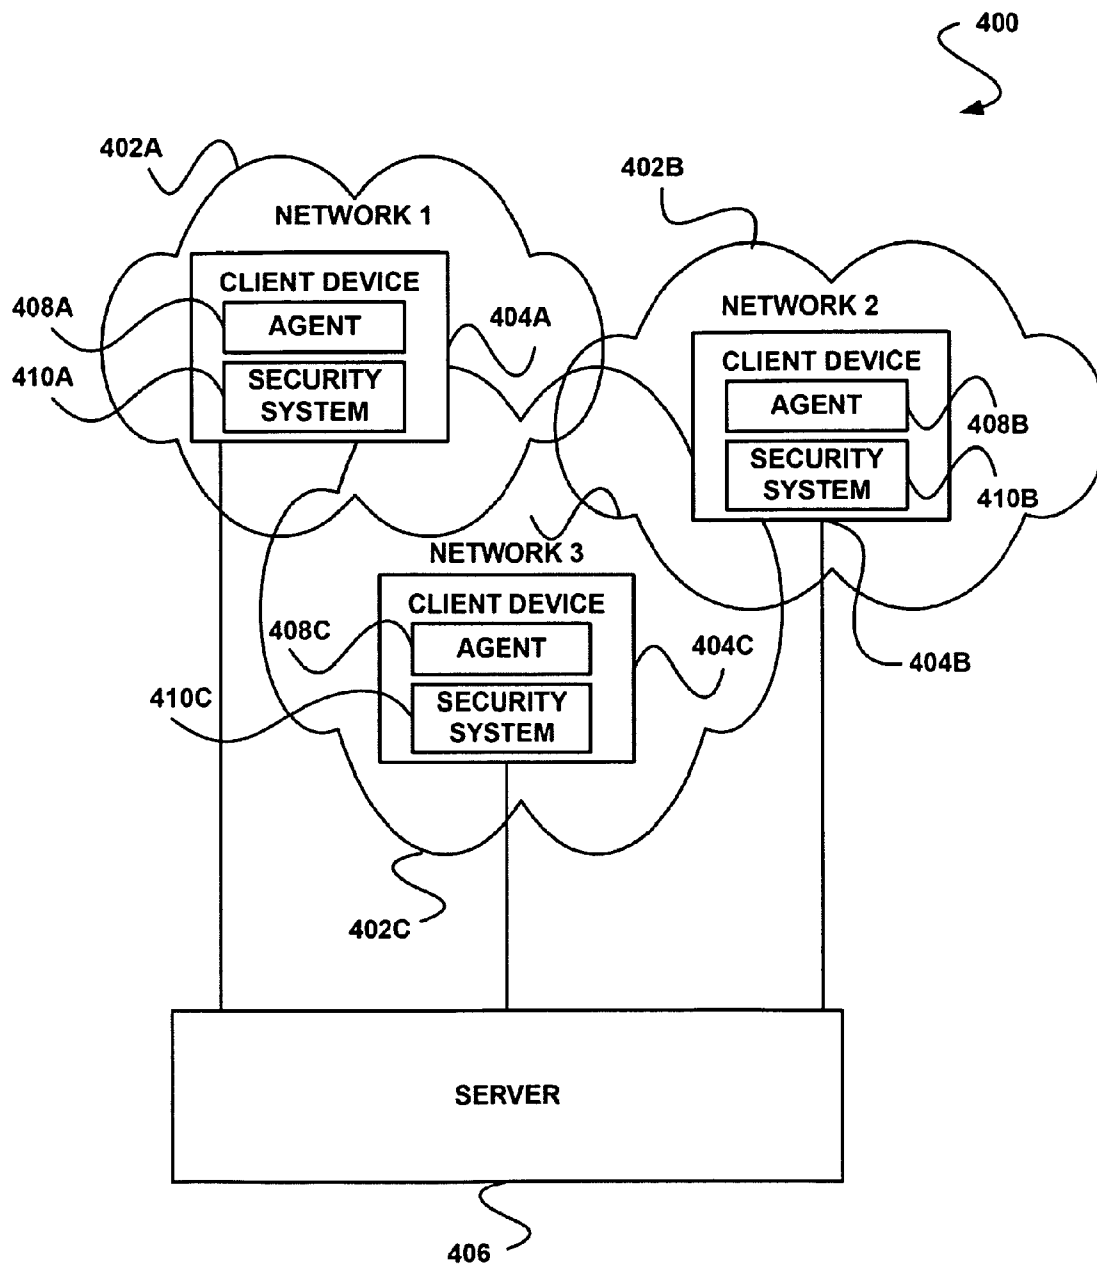 400
402A
402B
NETWORK 1
CLIENT DEVICE
408A
AGENT
404A
410A
SECURITY
SYSTEM
NETWORK 2
CLIENT DEVICE
AGENT
408B
SECURITY
SYSTEM
410B
NETWORK 3
CLIENT DEVICE
408C
AGENT
404C
404B
410C
SECURITY
SYSTEM
402C
SERVER
406